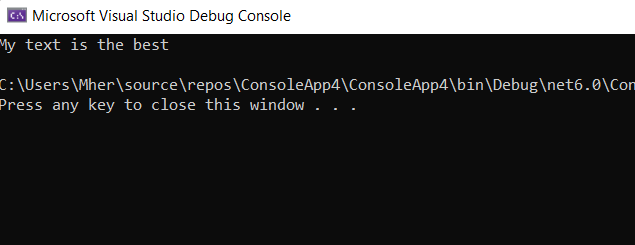 C:\
Microsoft Visual Studio Debug Console
My text is the best
C:\Users\Mher\source\repos\ConsoleApp4\ConsoleApp4\bin\Debug\net6.0\Con
Press any key to close this window . . .